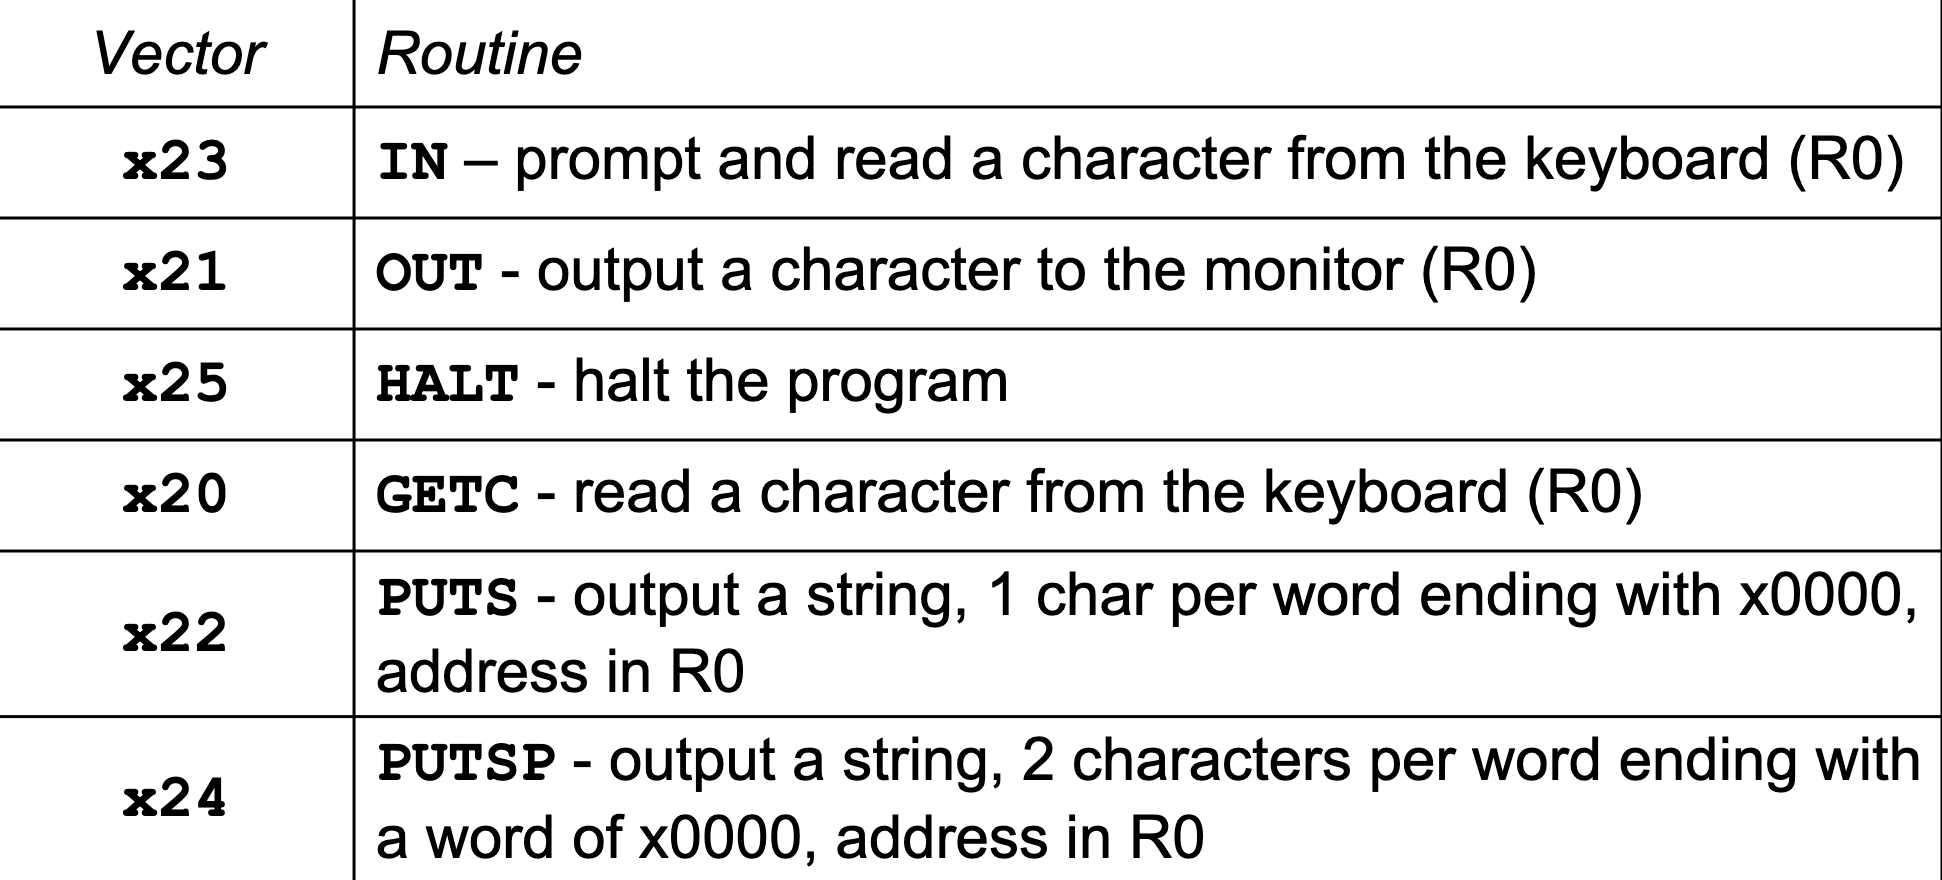 Vector Routine
x23 IN – prompt and read a character from the keyboard (R0)
x21 OUT - output a character to the monitor (R0)
x25 HALT - halt the program
x20 GETC - read a character from the keyboard (R0)
x22 PUTS - output a string, 1 char per word ending with x0000,
address in R0
x24 PUTSP - output a string, 2 characters per word ending with
a word of x0000, address in R0